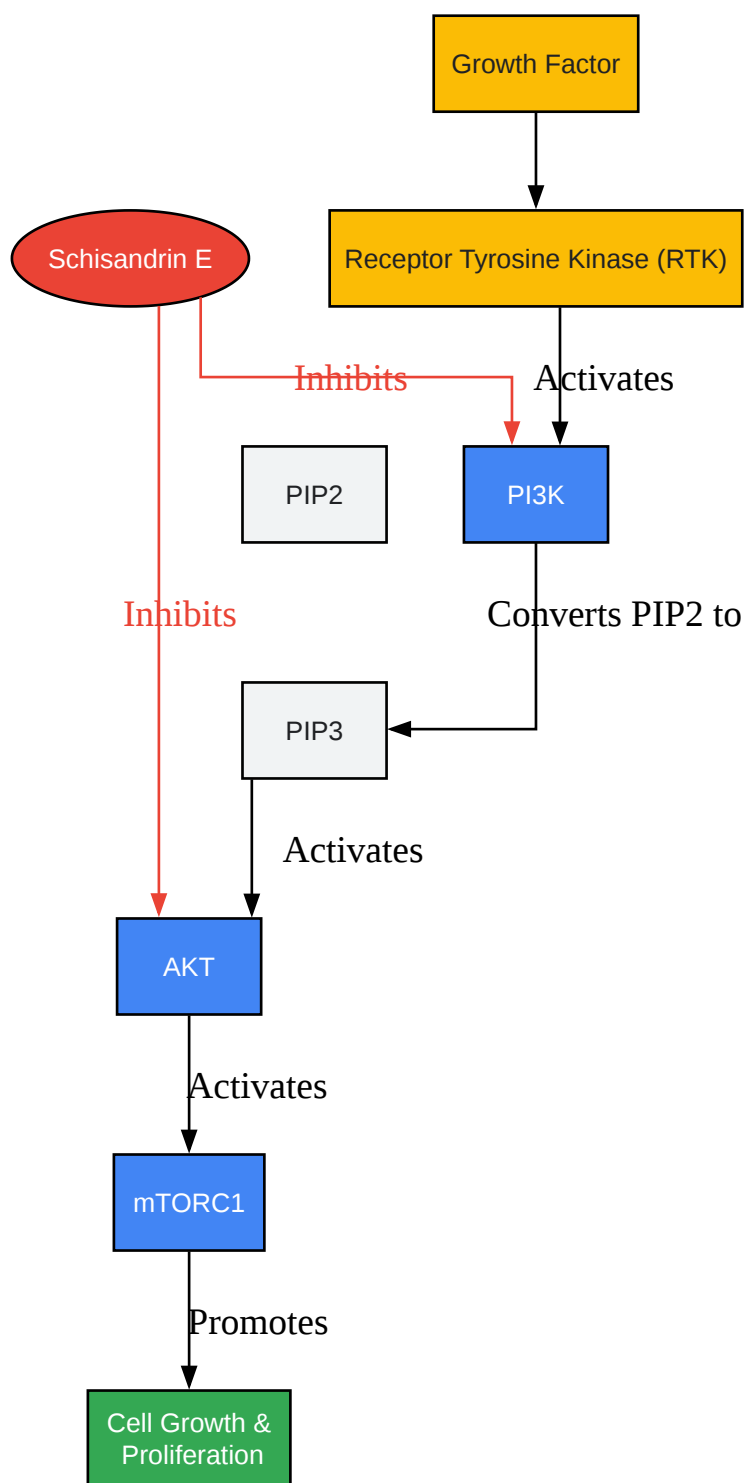 Growth Factor
Schisandrin E
Receptor Tyrosine Kinase (RTK)
Inhibits
Activates
PIP2
PI3K
Inhibits
Converts PIP2 to
PIP3
Activates
AKT
Activates
mTORC1
Promotes
Cell Growth &
Proliferation